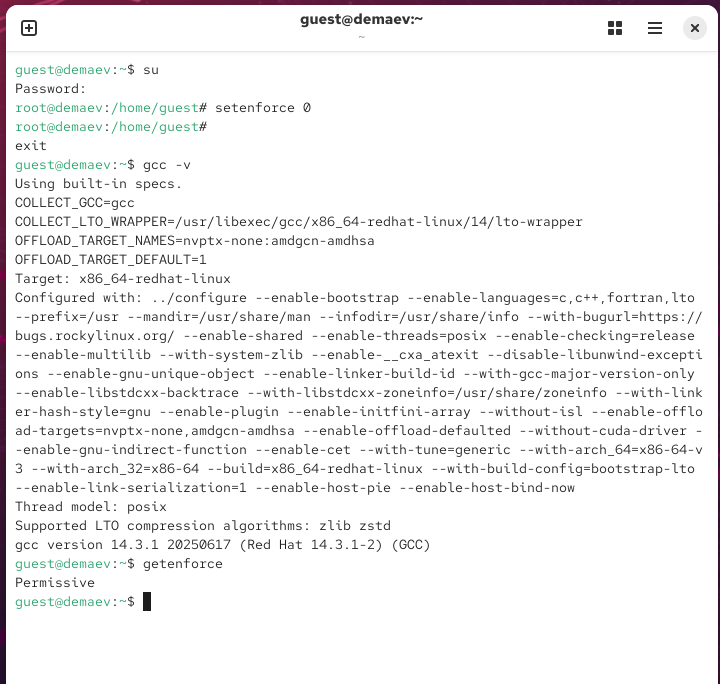 guest@demaev:~
~
guest@demaev:~$ su
Password:
root@demaev:/home/guest# setenforce 0
root@demaev:/home/guest#
exit
guest@demaev:~$ gcc -v
Using built-in specs.
COLLECT_GCC=gcc
COLLECT_LTO_WRAPPER=/usr/libexec/gcc/x86_64-redhat-linux/14/lto-wrapper
OFFLOAD_TARGET_NAMES=nvptx-none:amdgcn-amdhsa
OFFLOAD_TARGET_DEFAULT=1
Target: x86_64-redhat-linux
Configured with: ../configure --enable-bootstrap --enable-languages=c,c++,fortran,lto
--prefix=/usr --mandir=/usr/share/man --infodir=/usr/share/info --with-bugurl=https://
bugs.rockylinux.org/ --enable-shared --enable-threads=posix --enable-checking=release
--enable-multilib --with-system-zlib --enable-__cxa_atexit --disable-libunwind-excepti
ons --enable-gnu-unique-object --enable-linker-build-id --with-gcc-major-version-only
--enable-libstdcxx-backtrace --with-libstdcxx-zoneinfo=/usr/share/zoneinfo --with-link
er-hash-style=gnu --enable-plugin --enable-initfini-array --without-isl --enable-offlo
ad-targets=nvptx-none,amdgcn-amdhsa --enable-offload-defaulted --without-cuda-driver -
-enable-gnu-indirect-function --enable-cet --with-tune=generic --with-arch_64=x86-64-v
3 --with-arch_32=x86-64 --build=x86_64-redhat-linux --with-build-config=bootstrap-lto
--enable-link-serialization=1 --enable-host-pie --enable-host-bind-now
Thread model: posix
Supported LTO compression algorithms: zlib zstd
gcc version 14.3.1 20250617 (Red Hat 14.3.1-2) (GCC)
guest@demaev:~$ getenforce
Permissive
guest@demaev:~$